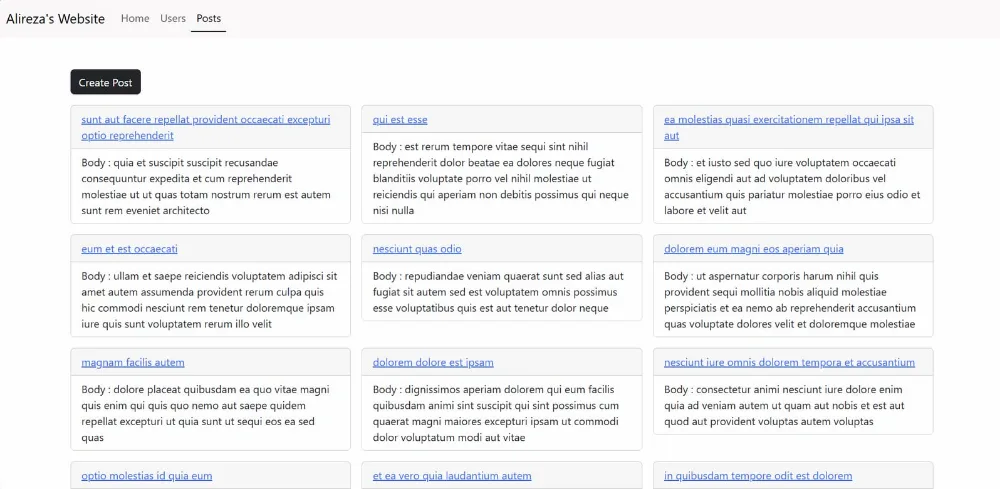 Alireza's Website Home Users Posts
Create Post
sunt aut facere repellat provident occaecati excepturi
optio reprehenderit
Body : quia et suscipit suscipit recusandae
consequuntur expedita et cum reprehenderit
molestiae ut ut quas totam nostrum rerum est autem
sunt rem eveniet architecto
qui est esse
Body : est rerum tempore vitae sequi sint nihil
reprehenderit dolor beatae ea dolores neque fugiat
blanditiis voluptate porro vel nihil molestiae ut
reiciendis qui aperiam non debitis possimus qui neque
nisi nulla
ea molestias quasi exercitationem repellat qui ipsa sit
aut
Body : et iusto sed quo iure voluptatem occaecati
omnis eligendi aut ad voluptatem doloribus vel
accusantium quis pariatur molestiae porro eius odio et
labore et velit aut
eum et est occaecati
Body : ullam et saepe reiciendis voluptatem adipisci sit
amet autem assumenda provident rerum culpa quis
hic commodi nesciunt rem tenetur doloremque ipsam
iure quis sunt voluptatem rerum illo velit
nesciunt quas odio
Body : repudiandae veniam quaerat sunt sed alias aut
fugiat sit autem sed est voluptatem omnis possimus
esse voluptatibus quis est aut tenetur dolor neque
dolorem eum magni eos aperiam quia
Body : ut aspernatur corporis harum nihil quis
provident sequi mollitia nobis aliquid molestiae
perspiciatis et ea nemo ab reprehenderit accusantium
quas voluptate dolores velit et doloremque molestiae
magnam facilis autem
Body : dolore placeat quibusdam ea quo vitae magni
quis enim qui quis quo nemo aut saepe quidem
repellat excepturi ut quia sunt ut sequi eos ea sed
quas
dolorem dolore est ipsam
Body : dignissimos aperiam dolorem qui eum facilis
quibusdam animi sint suscipit qui sint possimus cum
quaerat magni maiores excepturi ipsam ut commodi
dolor voluptatum modi aut vitae
nesciunt iure omnis dolorem tempora et accusantium
Body : consectetur animi nesciunt iure dolore enim
quia ad veniam autem ut quam aut nobis et est aut
quod aut provident voluptas autem voluptas
optio molestias id quia eum
et ea vero quia laudantium autem
in quibusdam tempore odit est dolorem